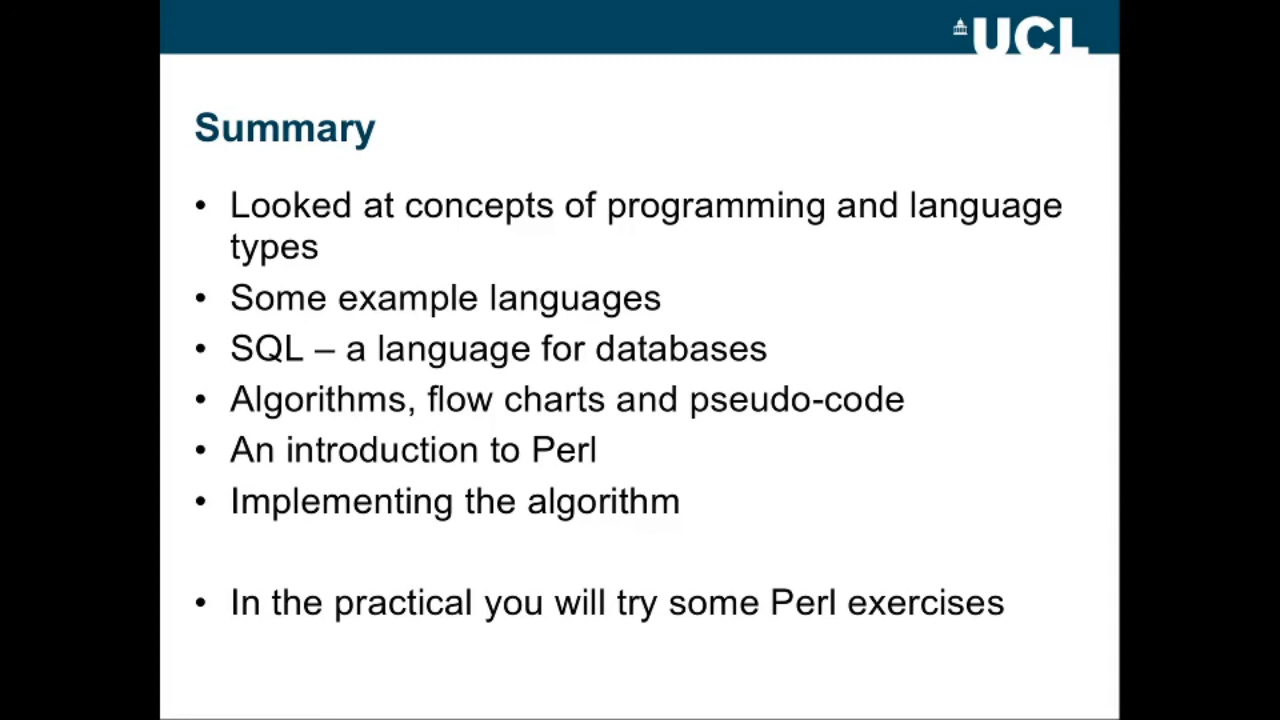 UCL
Summary
• Looked at concepts of programming and language
types
• Some example languages
• SQL – a language for databases
• Algorithms, flow charts and pseudo-code
• An introduction to Perl
• Implementing the algorithm
• In the practical you will try some Perl exercises